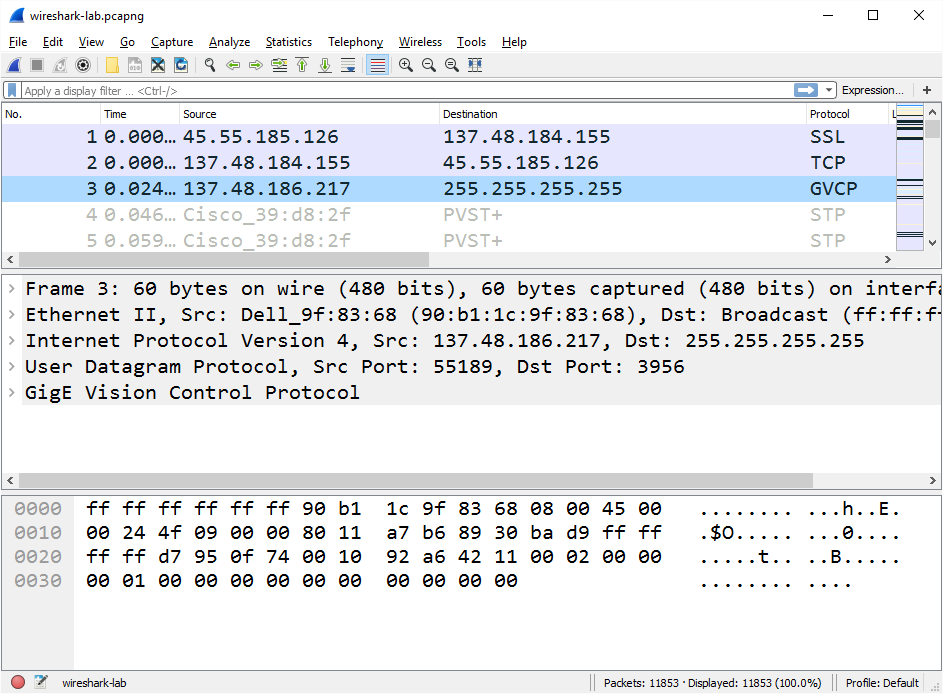 wireshark-lab.pcapng
File Edit View Go Capture Analyze Statistics Telephony Wireless Tools Help
Apply a display filter ... <Ctrl-/> Expression... +
No. Time Source Destination Protocol L
1 0.000… 45.55.185.126 137.48.184.155 SSL
2 0.000… 137.48.184.155 45.55.185.126 TCP
3 0.024… 137.48.186.217 255.255.255.255 GVCP
4 0.046… Cisco_39:d8:2f PVST+ STP
5 0.059… Cisco_39:d8:2f PVST+ STP
Frame 3: 60 bytes on wire (480 bits), 60 bytes captured (480 bits) on interfa
Ethernet II, Src: Dell_9f:83:68 (90:b1:1c:9f:83:68), Dst: Broadcast (ff:ff:f
Internet Protocol Version 4, Src: 137.48.186.217, Dst: 255.255.255.255
User Datagram Protocol, Src Port: 55189, Dst Port: 3956
GigE Vision Control Protocol
0000 ff ff ff ff ff ff 90 b1 1c 9f 83 68 08 00 45 00 ........ ...h..E.
0010 00 24 4f 09 00 00 80 11 a7 b6 89 30 ba d9 ff ff .$O..... ...0....
0020 ff ff d7 95 0f 74 00 10 92 a6 42 11 00 02 00 00 .....t.. ..B.....
0030 00 01 00 00 00 00 00 00 00 00 00 00 ........ ....
wireshark-lab Packets: 11853 · Displayed: 11853 (100.0%) Profile: Default